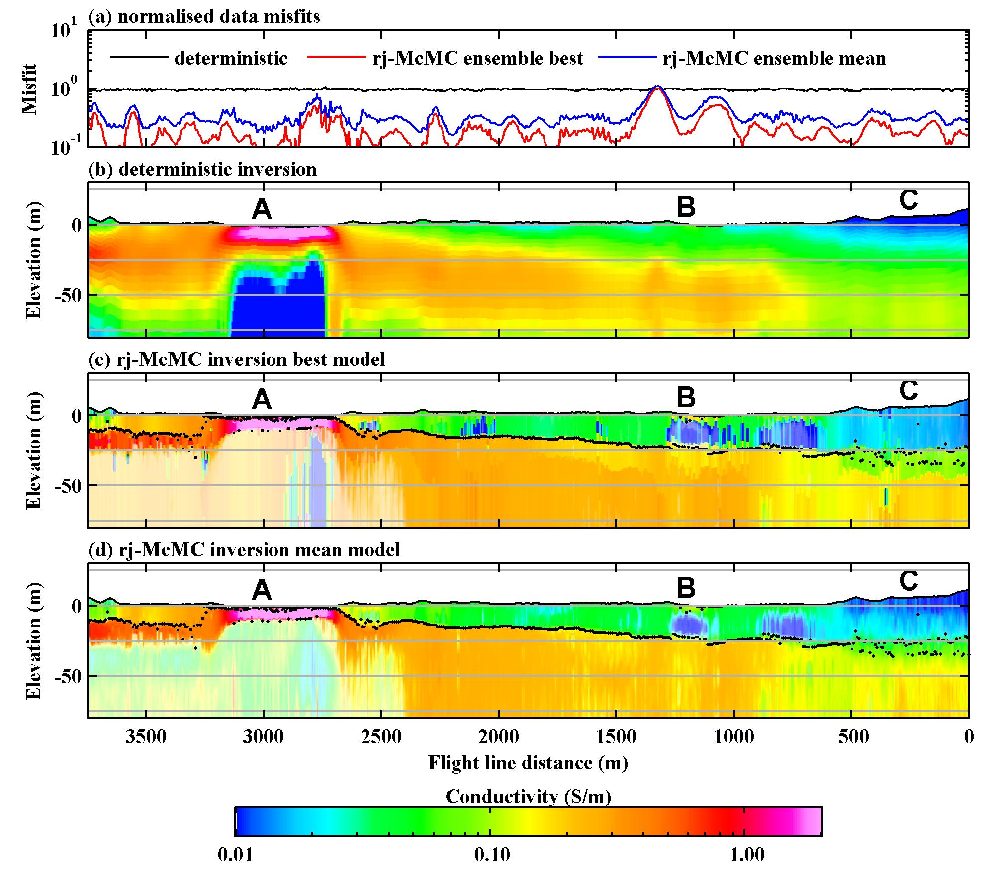 (a) normalised data misfits
10^1
deterministic rj-McMC ensemble best rj-McMC ensemble mean
Misfit
10^0
10^-1
(b) deterministic inversion
A B C
Elevation (m)
0
-50
(c) rj-McMC inversion best model
A B C
Elevation (m)
0
-50
(d) rj-McMC inversion mean model
A B C
Elevation (m)
0
-50
3500 3000 2500 2000 1500 1000 500 0
Flight line distance (m)
Conductivity (S/m)
0.01 0.10 1.00